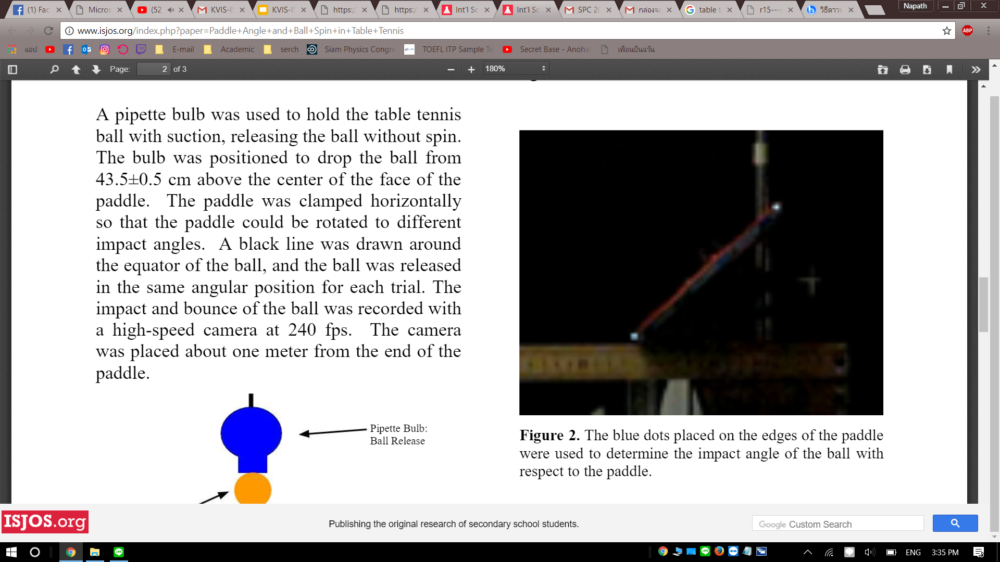 (1) Fac
Micros
(52
KVIS-IS
KVIS-IS
https:/
https:/
Int'l Sc
Int'l Sc
SPC 20
กล่องจด
table t
r15---
วิธีดาวน์
Napath
www.isjos.org/index.php?paper=Paddle+Angle+and+Ball+Spin+in+Table+Tennis
ABP
แอป
E-mail
Academic
serch
Siam Physics Congre
TOEFL ITP Sample Te
Secret Base - Anoha
เพื่อนบินแว้น
Page: 2 of 3
180%
A pipette bulb was used to hold the table tennis
ball with suction, releasing the ball without spin.
The bulb was positioned to drop the ball from
43.5±0.5 cm above the center of the face of the
paddle. The paddle was clamped horizontally
so that the paddle could be rotated to different
impact angles. A black line was drawn around
the equator of the ball, and the ball was released
in the same angular position for each trial. The
impact and bounce of the ball was recorded with
a high-speed camera at 240 fps. The camera
was placed about one meter from the end of the
paddle.
Pipette Bulb:
Ball Release
Figure 2. The blue dots placed on the edges of the paddle
were used to determine the impact angle of the ball with
respect to the paddle.
ISJOS.org
Publishing the original research of secondary school students.
Google Custom Search
ENG
3:35 PM